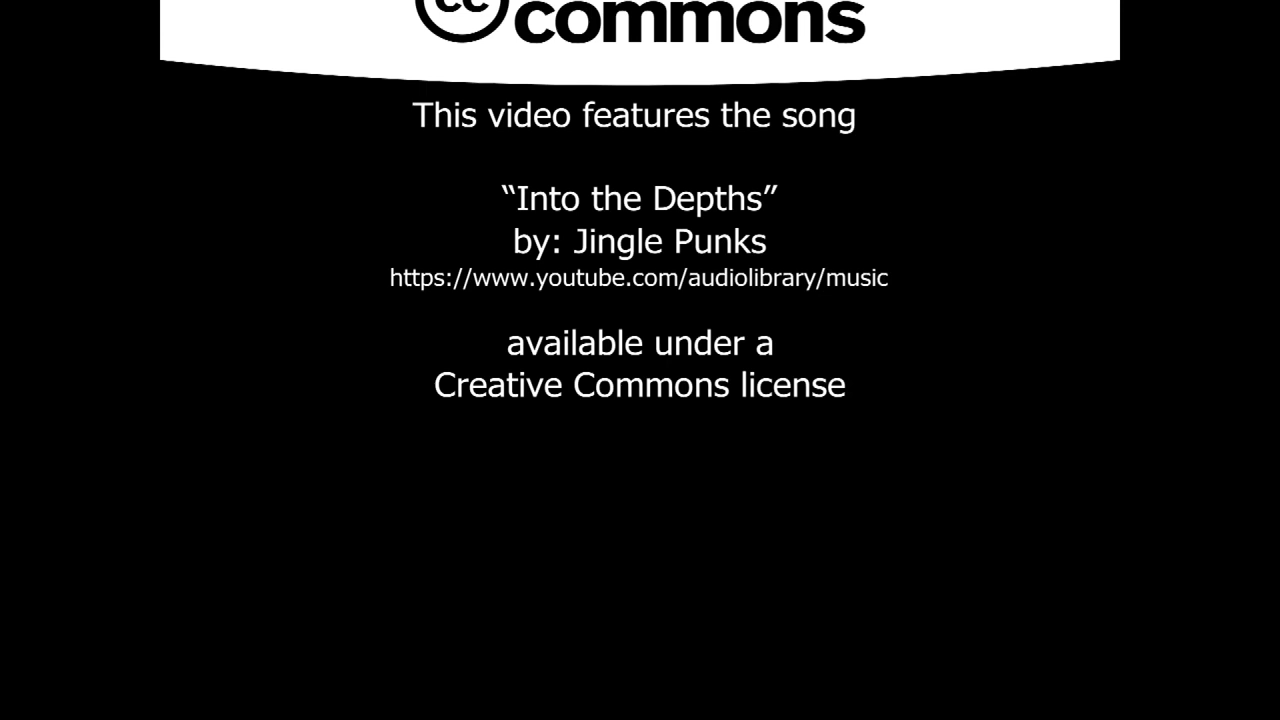 cc commons
This video features the song
“Into the Depths”
by: Jingle Punks
https://www.youtube.com/audiolibrary/music
available under a
Creative Commons license